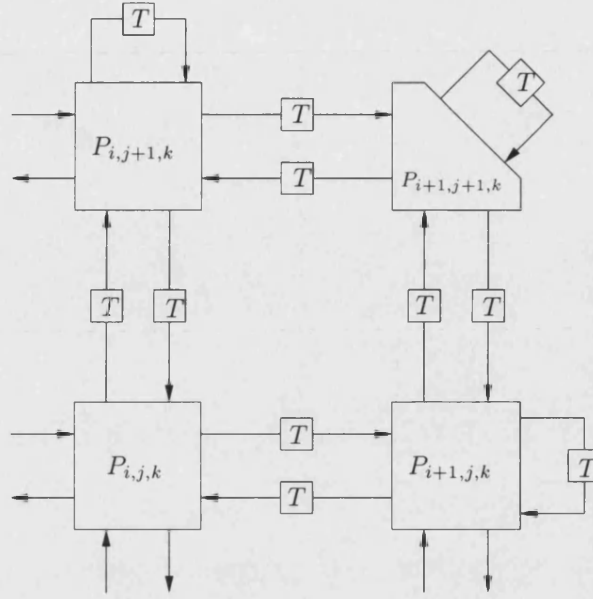 T
T
T
P_{i,j+1,k}
T
P_{i+1,j+1,k}
T
T
T
T
T
P_{i,j,k}
T
P_{i+1,j,k}
T
T